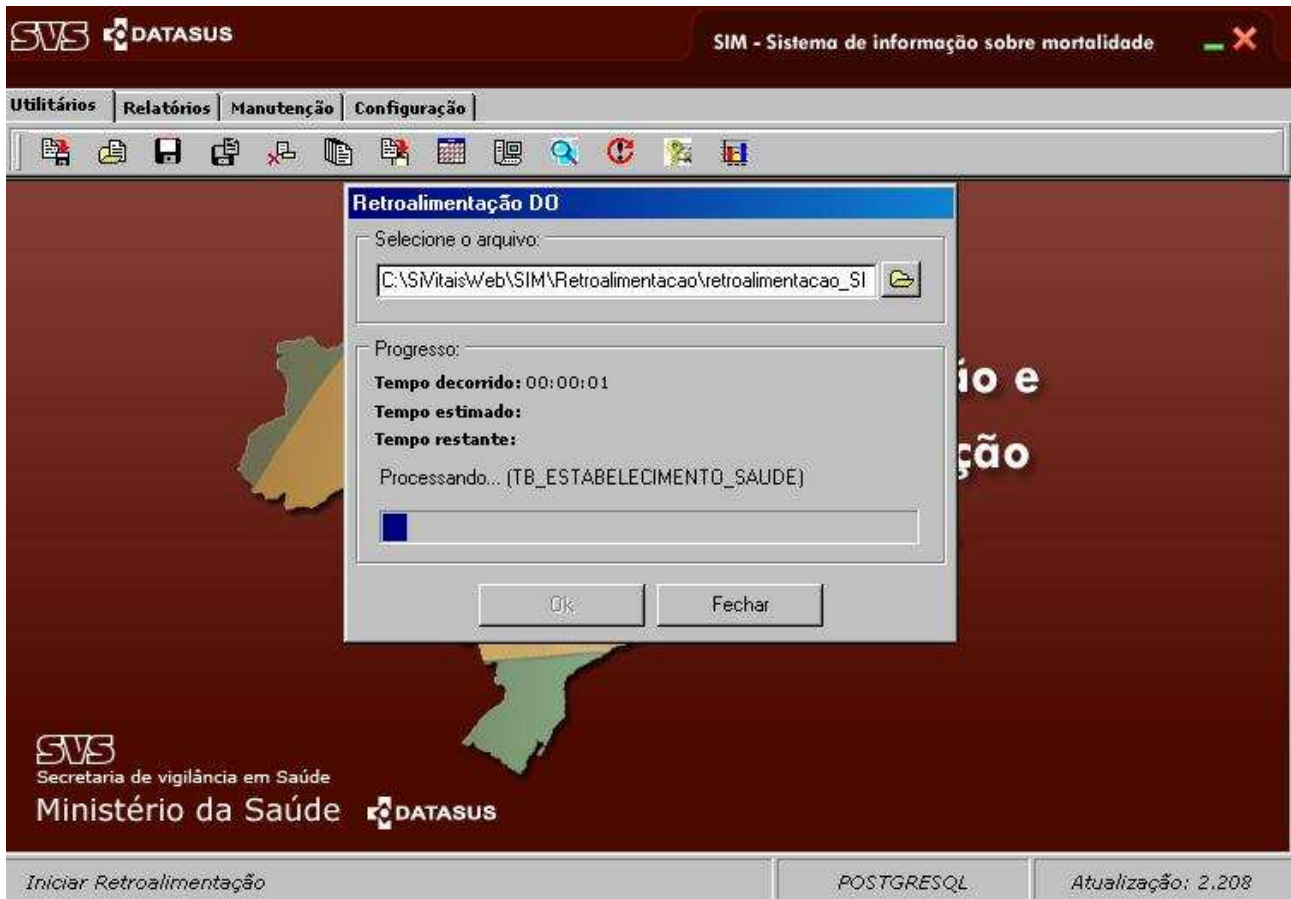 SVS DATASUS
SIM - Sistema de informação sobre mortalidade
Utilitários Relatórios Manutenção Configuração
Retroalimentação DO
Selecione o arquivo:
C:\SiVitaisWeb\SIM\Retroalimentacao\retroalimentacao_SI
Progresso:
Tempo decorrido: 00:00:01
Tempo estimado:
Tempo restante:
Processando... (TB_ESTABELECIMENTO_SAUDE)
Ok Fechar
ão e
ção
SVS
Secretaria de vigilância em Saúde
Ministério da Saúde DATASUS
Iniciar Retroalimentação POSTGRESQL Atualização: 2.208